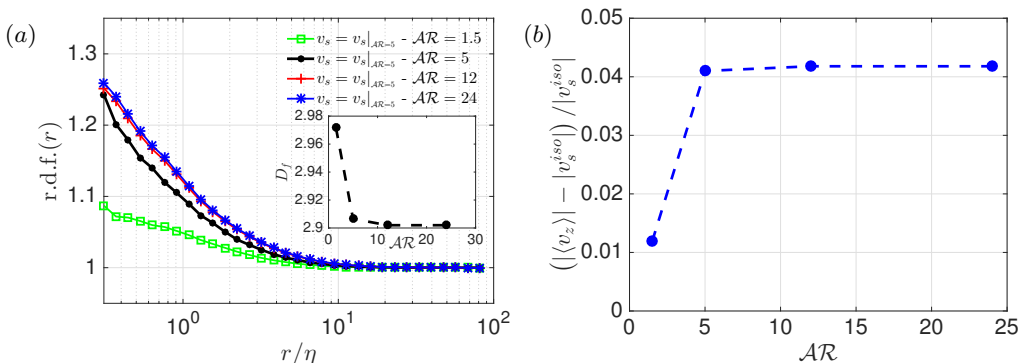 (a)
r.d.f.(r)
1.3
1.2
1.1
1
v_s = v_s|_{AR=5} - AR = 1.5
v_s = v_s|_{AR=5} - AR = 5
v_s = v_s|_{AR=5} - AR = 12
v_s = v_s|_{AR=5} - AR = 24
D_f
2.98
2.96
2.94
2.92
2.9
0 10 20 30
AR
10^0 10^1 10^2
r/η
(b)
(|⟨v_z⟩| − |v_s^{iso}|) /|v_s^{iso}|
0.05
0.04
0.03
0.02
0.01
0.00
0 5 10 15 20 25
AR